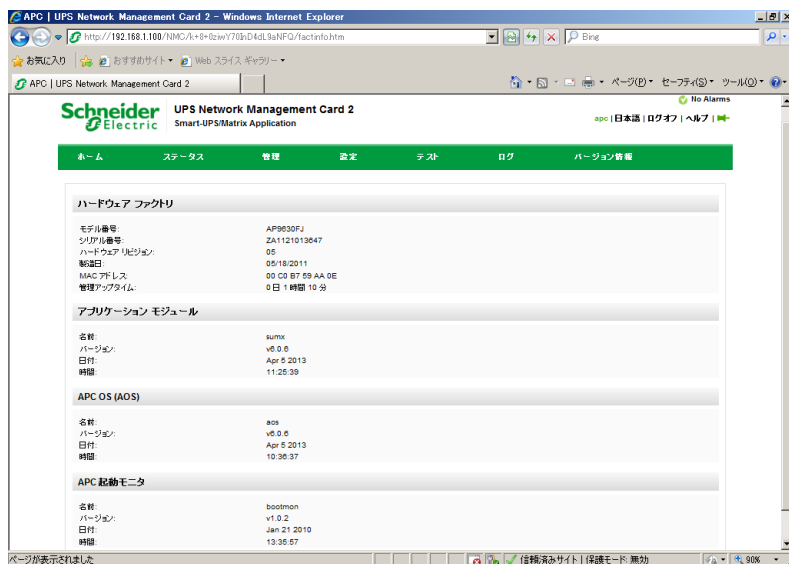 APC | UPS Network Management Card 2 - Windows Internet Explorer
http://192.168.1.100/NMC/k+8+0ziwY70InD4dL9aNFQ/factinfo.htm
Bing
お気に入り おすすめサイト Web スライス ギャラリー
APC | UPS Network Management Card 2
ページ(P) セーフティ(S) ツール(O)
Schneider Electric
UPS Network Management Card 2
Smart-UPS/Matrix Application
No Alarms
apc | 日本語 | ログオフ | ヘルプ |
ホーム ステータス 管理 設定 テスト ログ バージョン情報
ハードウェア ファクトリ
モデル番号: AP9630FJ
シリアル番号: ZA1121013647
ハードウェア リビジョン: 05
製造日: 05/18/2011
MAC アドレス: 00 C0 B7 59 AA 0E
管理アップタイム: 0 日 1 時間 10 分
アプリケーション モジュール
名前: sumx
バージョン: v6.0.6
日付: Apr 5 2013
時間: 11:25:39
APC OS (AOS)
名前: aos
バージョン: v6.0.6
日付: Apr 5 2013
時間: 10:36:37
APC 起動モニタ
名前: bootmon
バージョン: v1.0.2
日付: Jan 21 2010
時間: 13:35:57
ページが表示されました
信頼済みサイト | 保護モード: 無効
90%